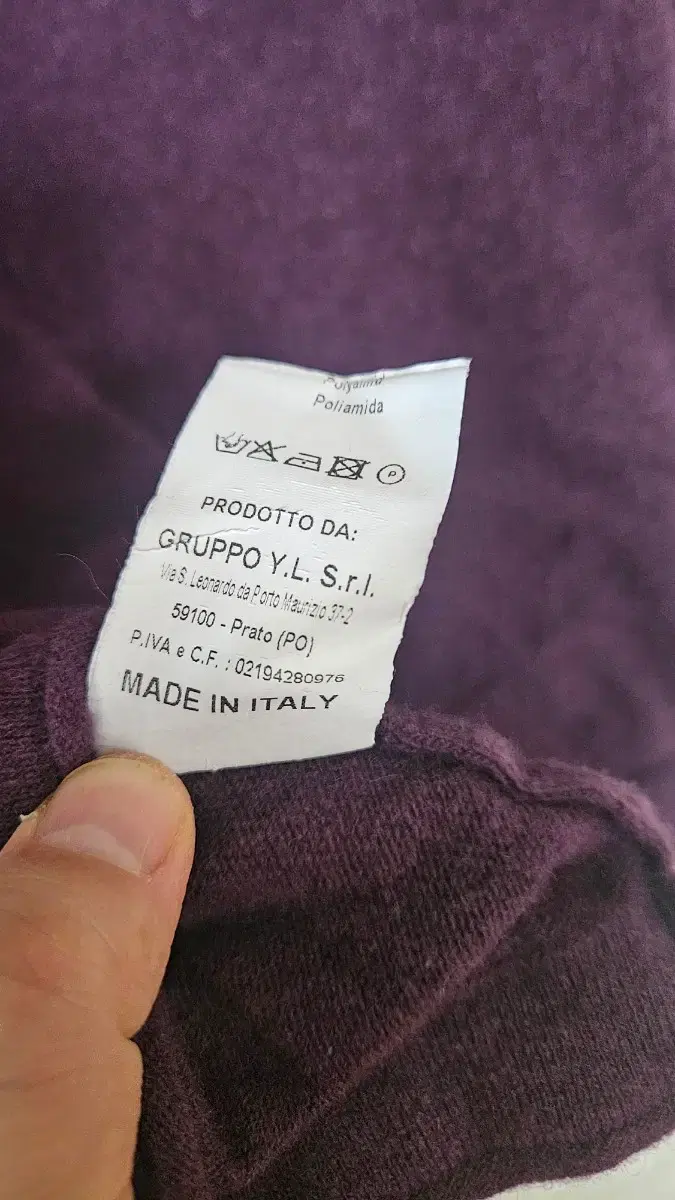 Poliamida
P
PRODOTTO DA:
GRUPPO Y.L. S.r.l.
Via S. Leonardo da Porto Maurizio 37-2
59100 - Prato (PO)
P.IVA e C.F. : 02194280976
MADE IN ITALY